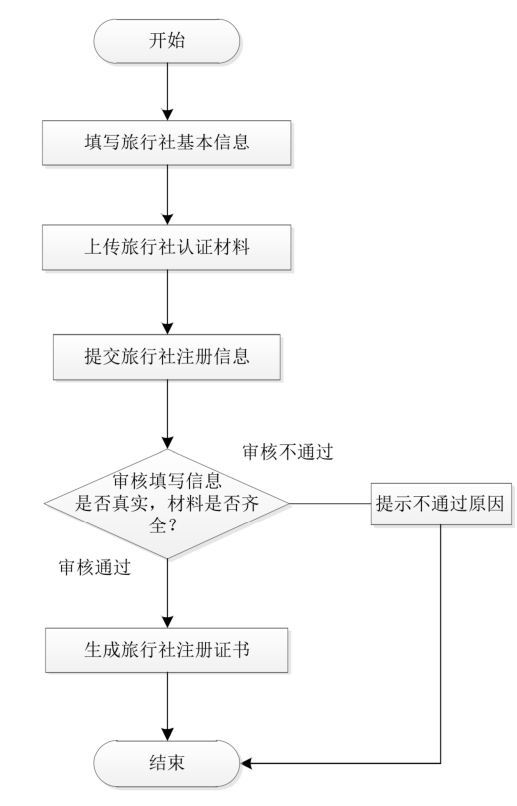 开始
填写旅行社基本信息
上传旅行社认证材料
提交旅行社注册信息
审核不通过
审核填写信息
是否真实，材料是否齐
全？
提示不通过原因
审核通过
生成旅行社注册证书
结束